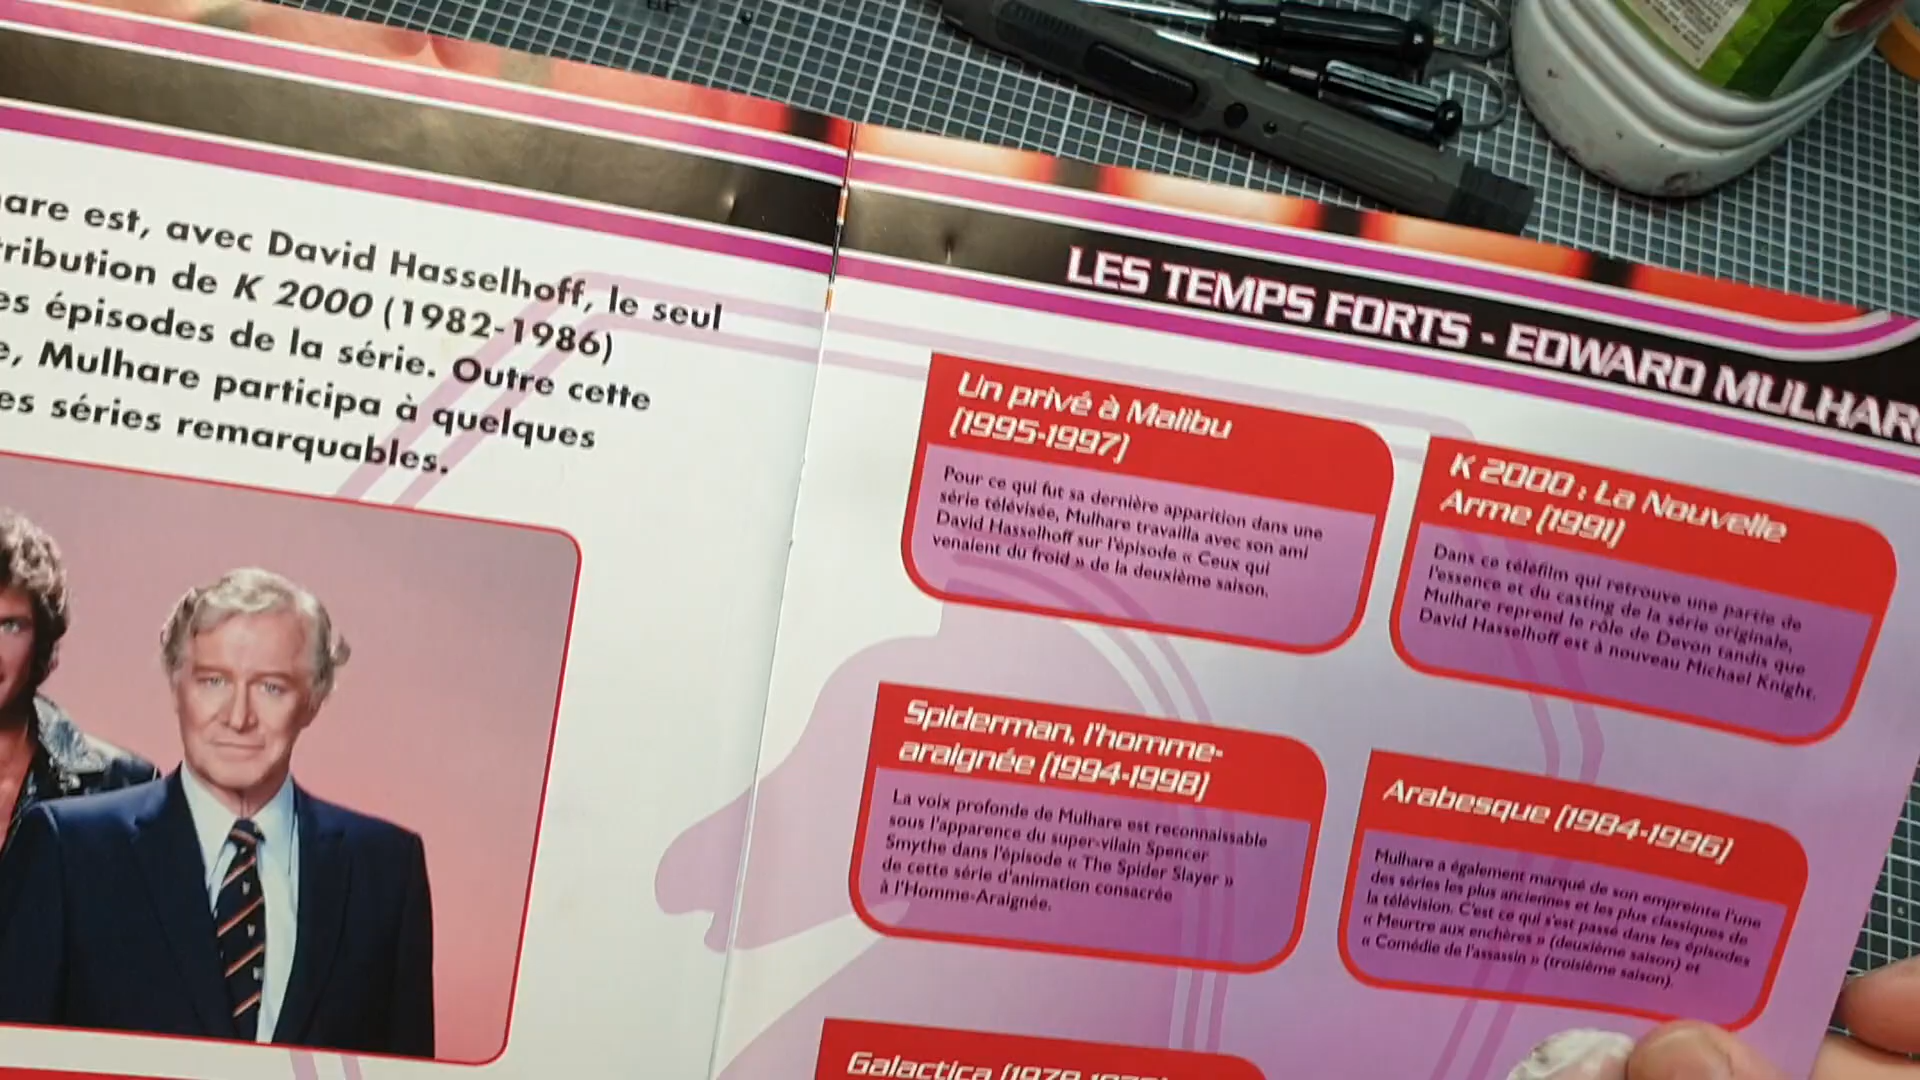 are est, avec David Hasselhoff, le seul
tribution de K 2000 (1982-1986)
es épisodes de la série. Outre cette
e, Mulhare participa à quelques
es séries remarquables.
LES TEMPS FORTS - EDWARD MULHAR
Un privé à Malibu
(1995-1997)
Pour ce qui fut sa dernière apparition dans une
série télévisée, Mulhare travailla avec son ami
David Hasselhoff sur l'épisode « Ceux qui
venaient du froid » de la deuxième saison.
K 2000 : La Nouvelle
Arme (1991)
Dans ce téléfilm qui retrouve une partie de
l'essence et du casting de la série originale,
Mulhare reprend le rôle de Devon tandis que
David Hasselhoff est à nouveau Michael Knight.
Spiderman, l'homme-
araignée (1994-1998)
La voix profonde de Mulhare est reconnaissable
sous l'apparence du super-vilain Spencer
Smythe dans l'épisode « The Spider Slayer »
de cette série d'animation consacrée
à l'Homme-Araignée.
Arabesque (1984-1996)
Mulhare a également marqué de son empreinte l'une
des séries les plus anciennes et les plus classiques de
la télévision. C'est ce qui s'est passé dans les épisodes
« Meurtre aux enchères » (deuxième saison) et
« Comédie de l'assassin » (troisième saison).
Galactica